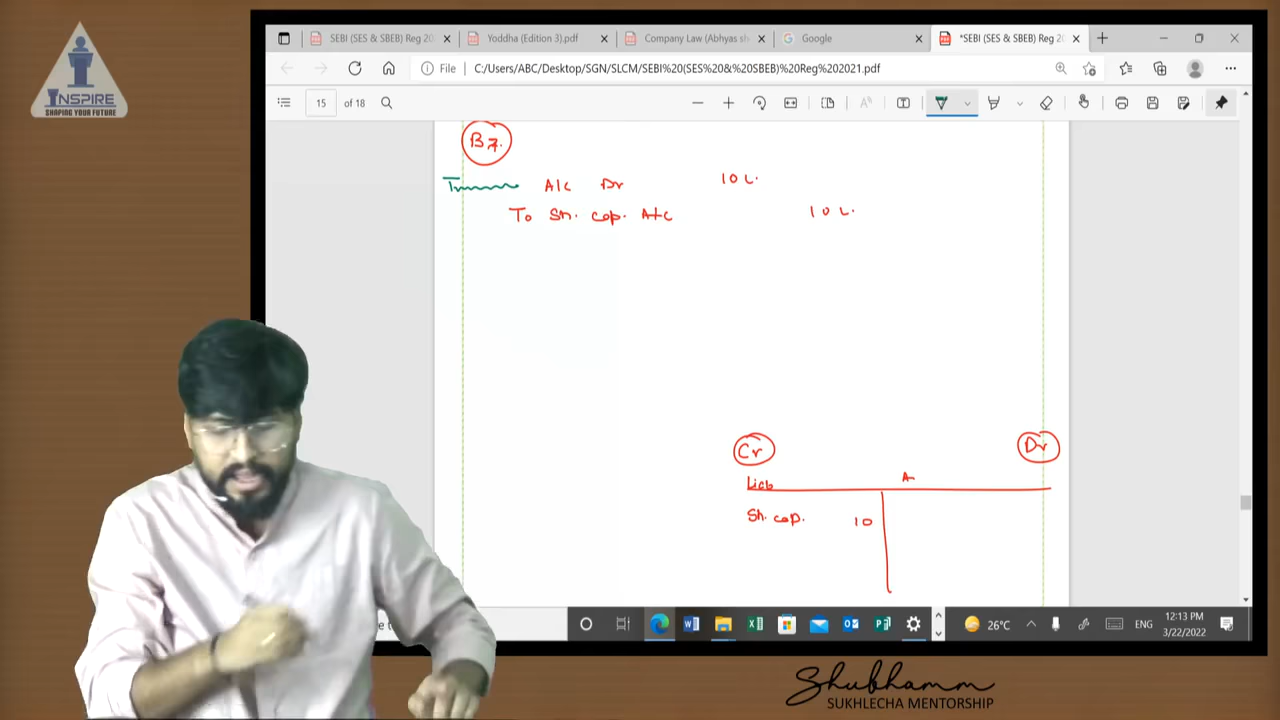 INSPIRE
SHAPING YOUR FUTURE
SEBI (SES & SBEB) Reg 20
Yoddha (Edition 3).pdf
Company Law (Abhyas sh
Google
*SEBI (SES & SBEB) Reg 20
File
C:/Users/ABC/Desktop/SGN/SLCM/SEBI%20(SES%20&%20SBEB)%20Reg%202021.pdf
15 of 18
B7.
A/c Dr 10 L.
To Sh. cap. A/c 10 L.
Cr Dr
Liab A
Sh. cap. 10
26°C
ENG
12:13 PM
3/22/2022
Shubhamm
SUKHLECHA MENTORSHIP